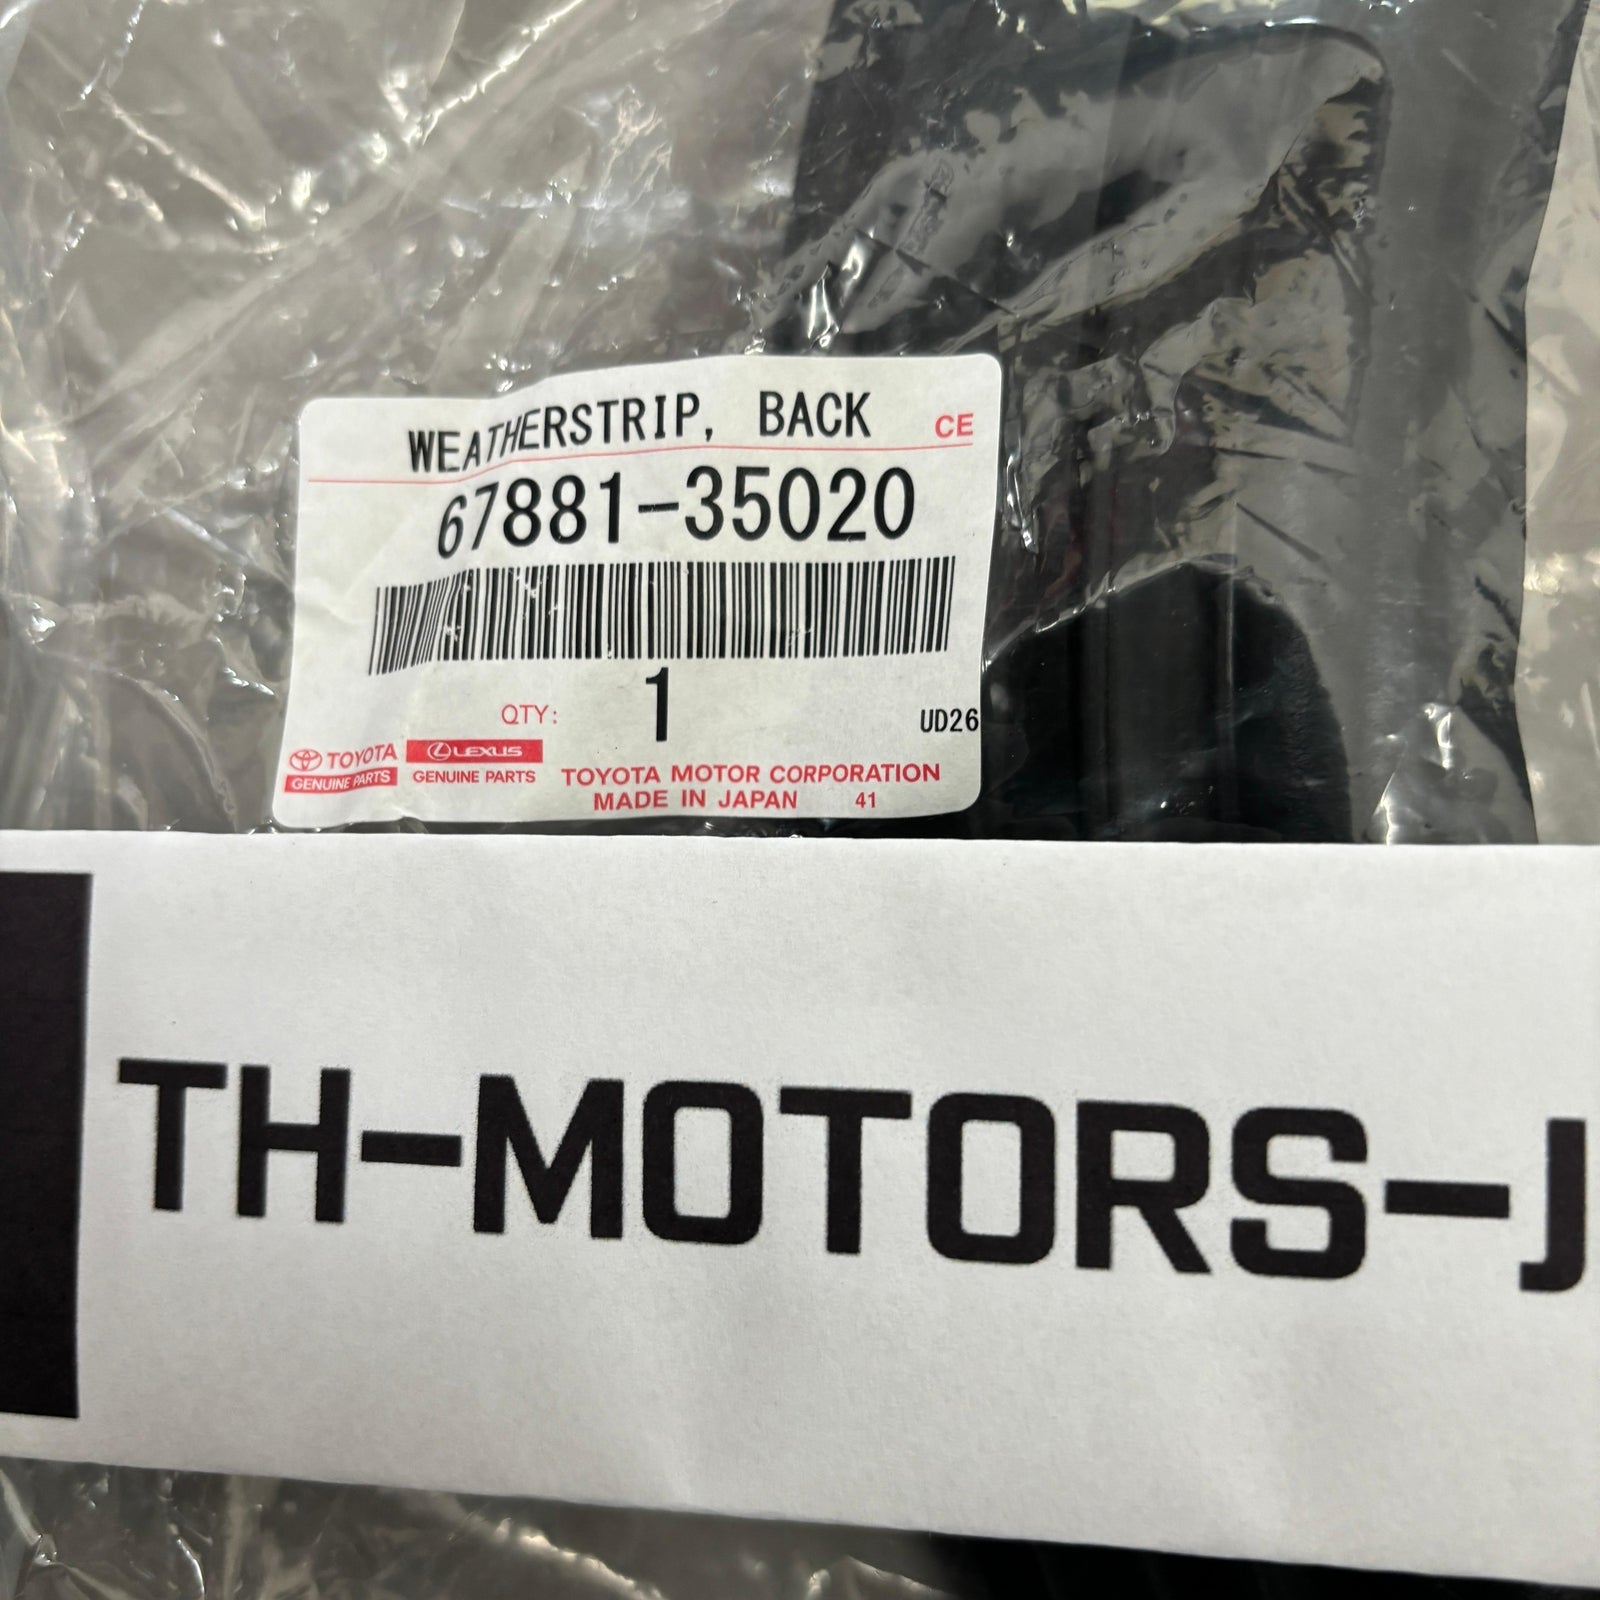 WEATHERSTRIP, BACK CE
67881-35020
QTY: 1 UD26
TOYOTA LEXUS
GENUINE PARTS GENUINE PARTS TOYOTA MOTOR CORPORATION
MADE IN JAPAN 41
TH-MOTORS-J